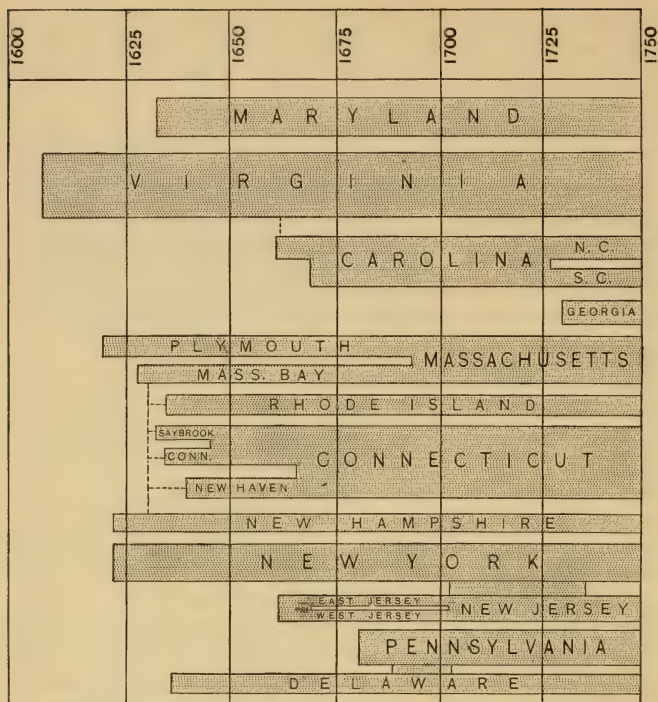 1600 1625 1650 1675 1700 1725 1750
MARYLAND
VIRGINIA
N.C.
CAROLINA
S.C.
GEORGIA
PLYMOUTH
MASSACHUSETTS
MASS. BAY
RHODE ISLAND
SAYBROOK
CONN.
CONNECTICUT
NEW HAVEN
NEW HAMPSHIRE
NEW YORK
EAST JERSEY
NEW JERSEY
WEST JERSEY
PENNSYLVANIA
DELAWARE